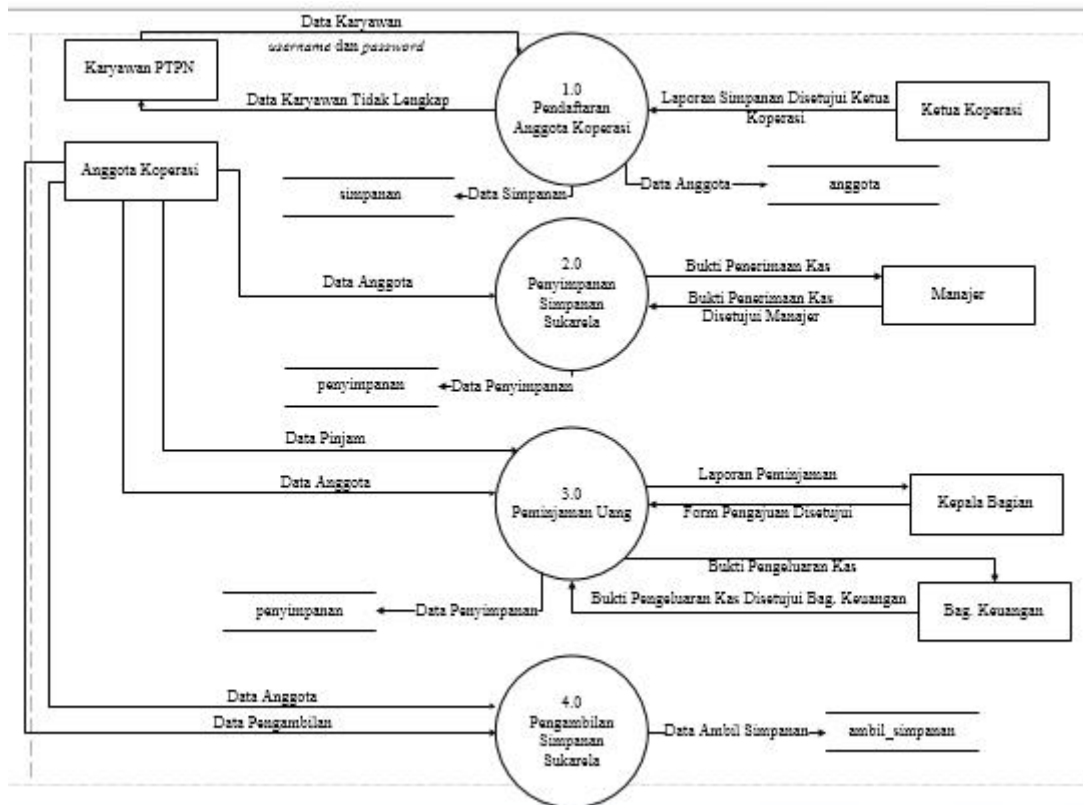 Data Karyawan
username dan password
Karyawan PTPN
Data Karyawan Tidak Lengkap
1.0
Pendaftaran
Anggota Koperasi
Laporan Simpanan Disetujui Ketua
Koperasi
Ketua Koperasi
Anggota Koperasi
simpanan
Data Simpanan
Data Anggota
anggota
Data Anggota
2.0
Penyimpanan
Simpanan
Sukarela
Bukti Penerimaan Kas
Bukti Penerimaan Kas
Disetujui Manajer
Manajer
penyimpanan
Data Penyimpanan
Data Pinjam
Data Anggota
3.0
Peminjaman Uang
Laporan Peminjaman
Form Pengajuan Disetujui
Kepala Bagian
Bukti Pengeluaran Kas
Bukti Pengeluaran Kas Disetujui Bag. Keuangan
Bag. Keuangan
penyimpanan
Data Penyimpanan
Data Anggota
Data Pengambilan
4.0
Pengambilan
Simpanan
Sukarela
Data Ambil Simpanan
ambil_simpanan